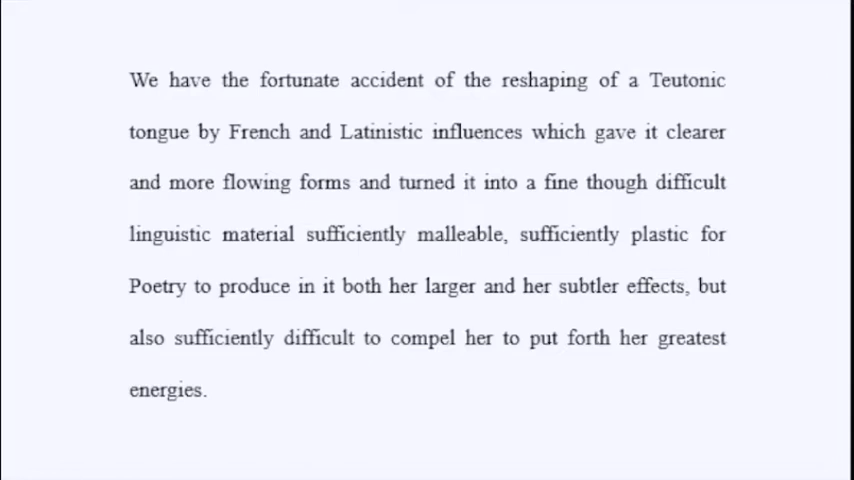 We have the fortunate accident of the reshaping of a Teutonic
tongue by French and Latinistic influences which gave it clearer
and more flowing forms and turned it into a fine though difficult
linguistic material sufficiently malleable, sufficiently plastic for
Poetry to produce in it both her larger and her subtler effects, but
also sufficiently difficult to compel her to put forth her greatest
energies.